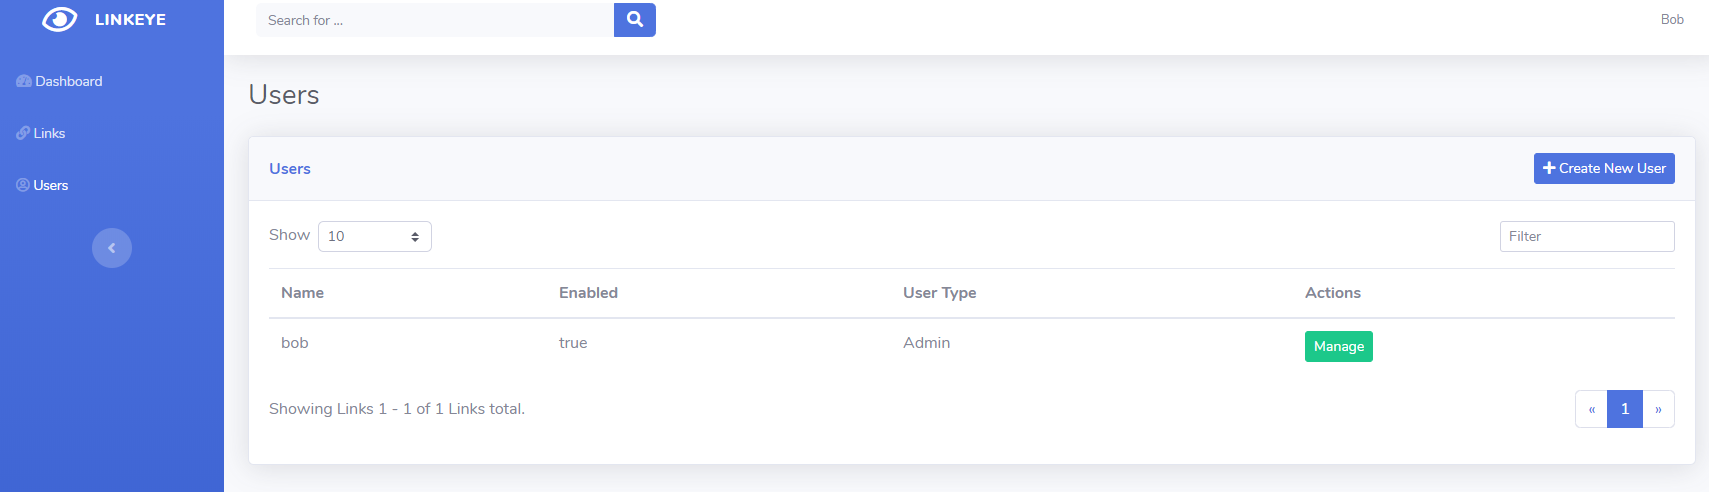 LINKEYE
Search for ...
Bob
Dashboard
Links
Users
Users
Users
Create New User
Show 10
Filter
Name Enabled User Type Actions
bob true Admin Manage
Showing Links 1 - 1 of 1 Links total.
« 1 »